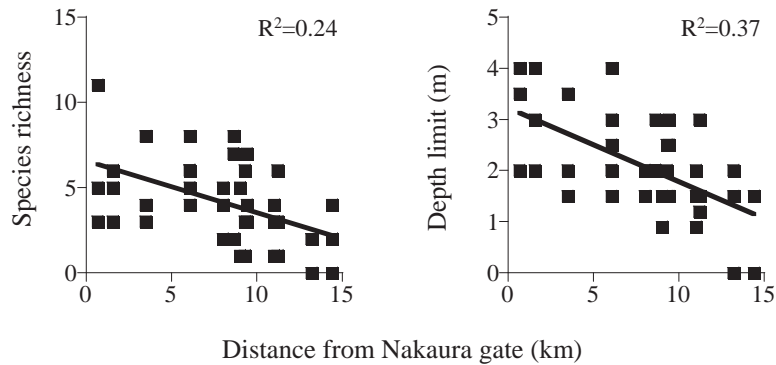 Species richness
15
10
5
0
0 5 10 15
R²=0.24
Depth limit (m)
5
4
3
2
1
0
0 5 10 15
R²=0.37
Distance from Nakaura gate (km)